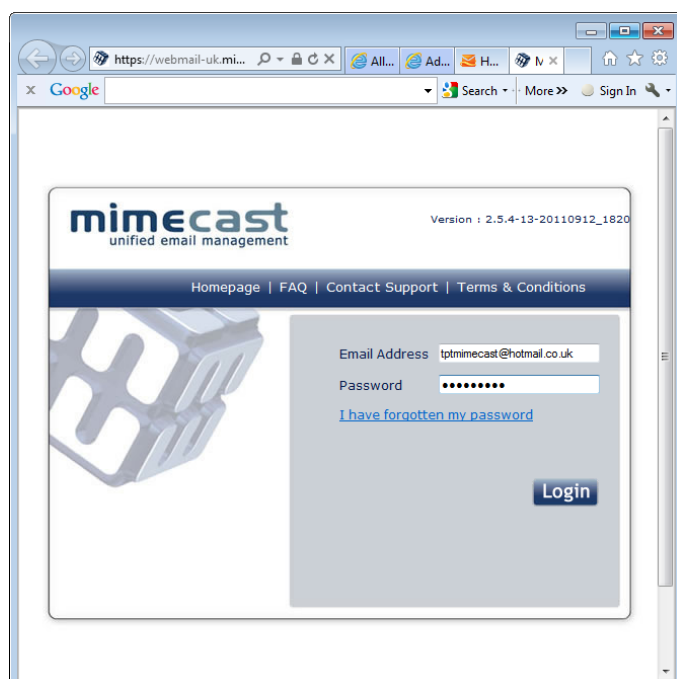 https://webmail-uk.mi... All... Ad... H... M
x Google Search More >> Sign In
mimecast
unified email management
Version : 2.5.4-13-20110912_1820
Homepage | FAQ | Contact Support | Terms & Conditions
Email Address tptmimecast@hotmail.co.uk
Password •••••••••
I have forgotten my password
Login